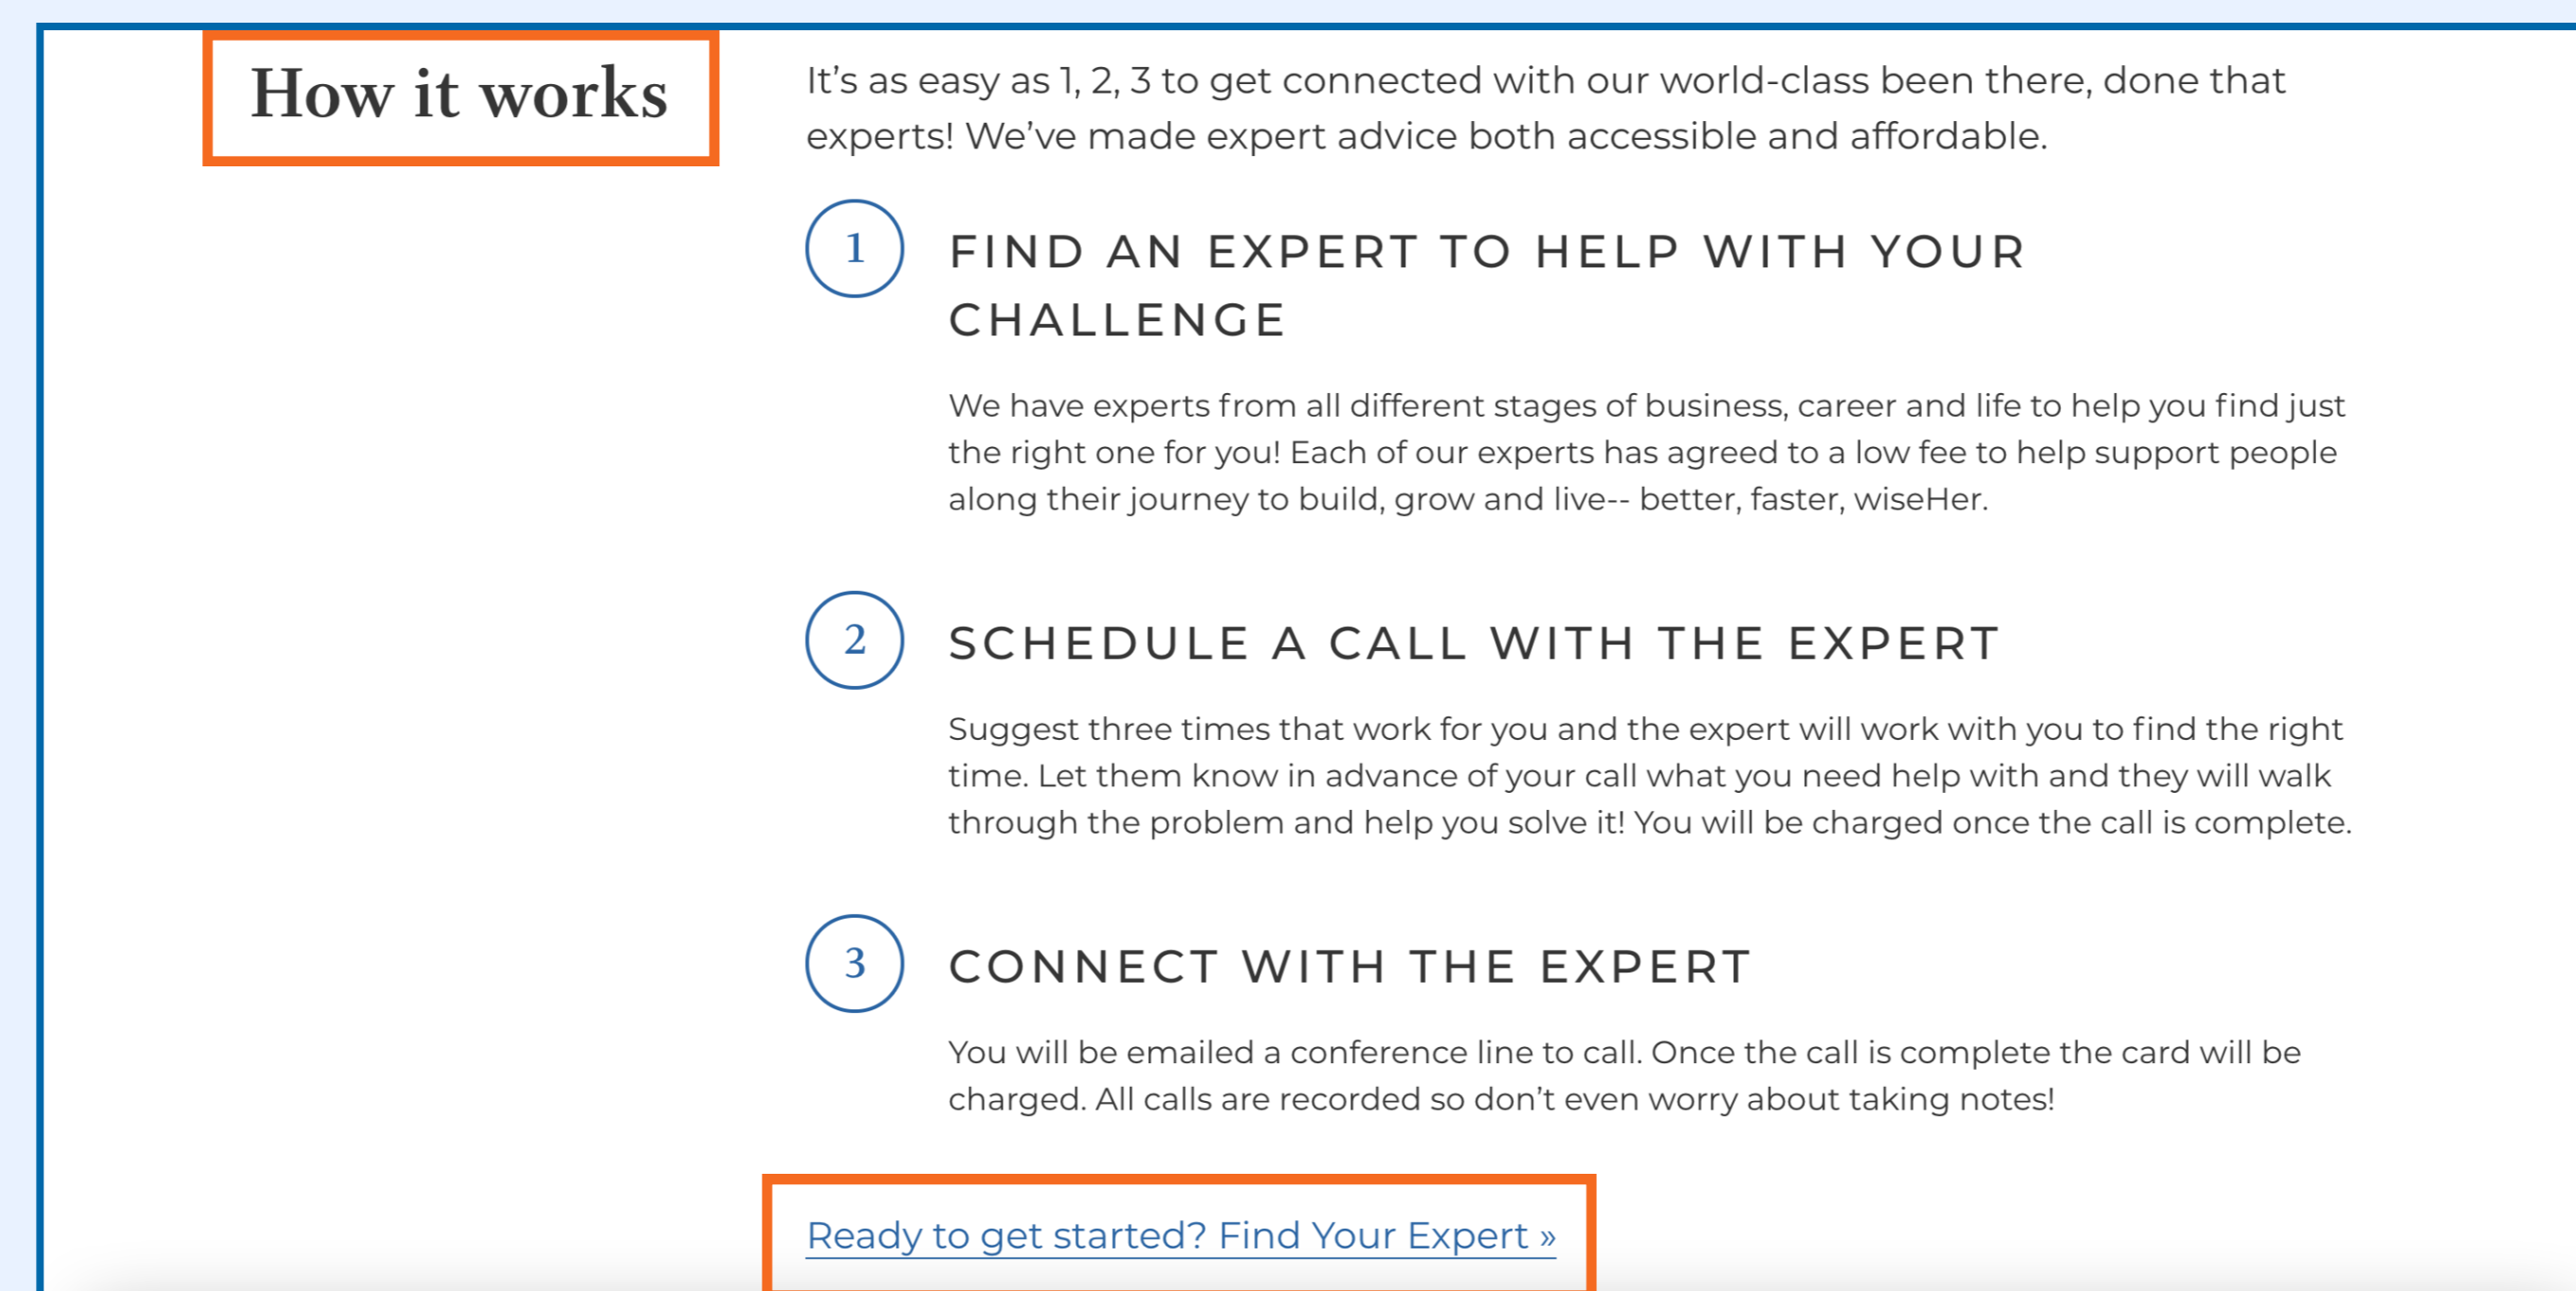 How it works
It’s as easy as 1, 2, 3 to get connected with our world-class been there, done that
experts! We’ve made expert advice both accessible and affordable.
1
FIND AN EXPERT TO HELP WITH YOUR
CHALLENGE
We have experts from all different stages of business, career and life to help you find just
the right one for you! Each of our experts has agreed to a low fee to help support people
along their journey to build, grow and live-- better, faster, wiseHer.
2
SCHEDULE A CALL WITH THE EXPERT
Suggest three times that work for you and the expert will work with you to find the right
time. Let them know in advance of your call what you need help with and they will walk
through the problem and help you solve it! You will be charged once the call is complete.
3
CONNECT WITH THE EXPERT
You will be emailed a conference line to call. Once the call is complete the card will be
charged. All calls are recorded so don’t even worry about taking notes!
Ready to get started? Find Your Expert »